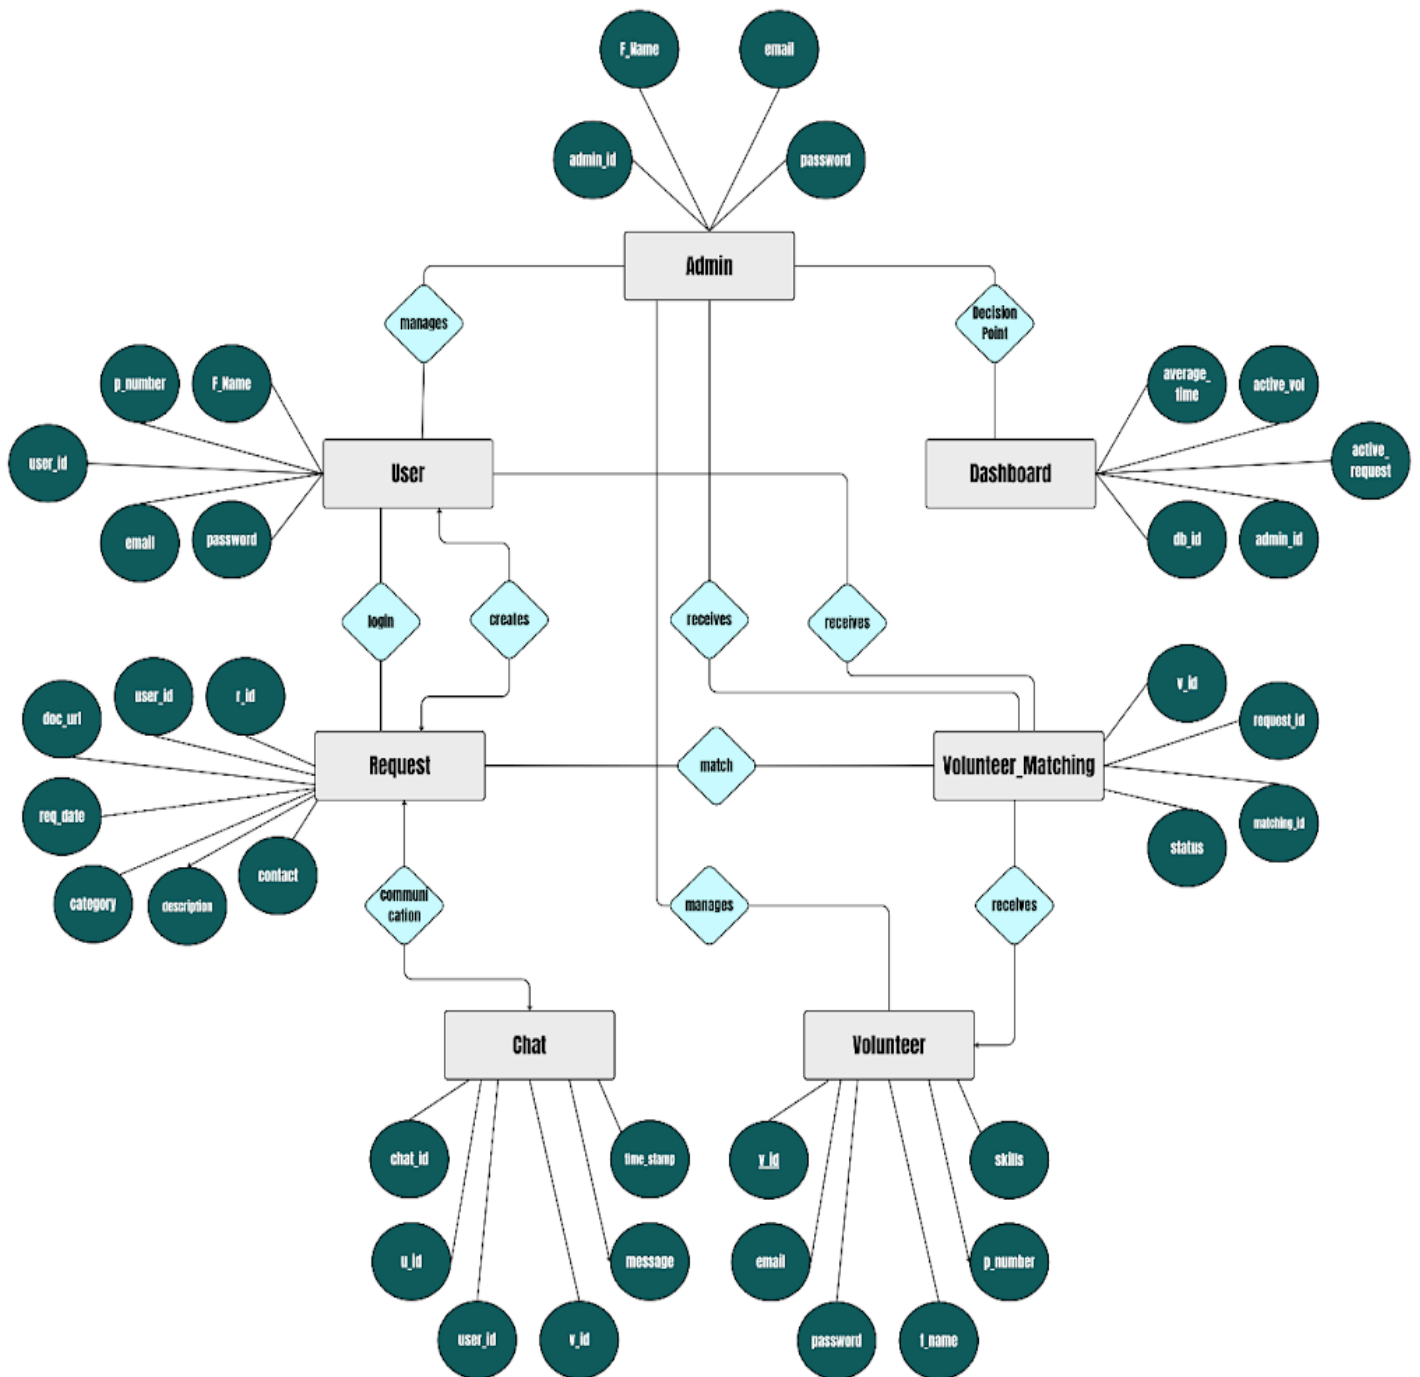 F_Name
email
admin_id
password
Admin
manages
Decision
Point
p_number
F_Name
average_
time
active_vol
user_id
User
Dashboard
active_
request
email
password
db_id
admin_id
login
creates
receives
receives
doc_url
user_id
r_id
v_id
request_id
Request
match
Volunteer_Matching
req_date
category
description
contact
matching_id
status
communi
cation
manages
receives
Chat
Volunteer
chat_id
time_stamp
v_id
skills
u_id
message
email
p_number
user_id
v_id
password
f_name